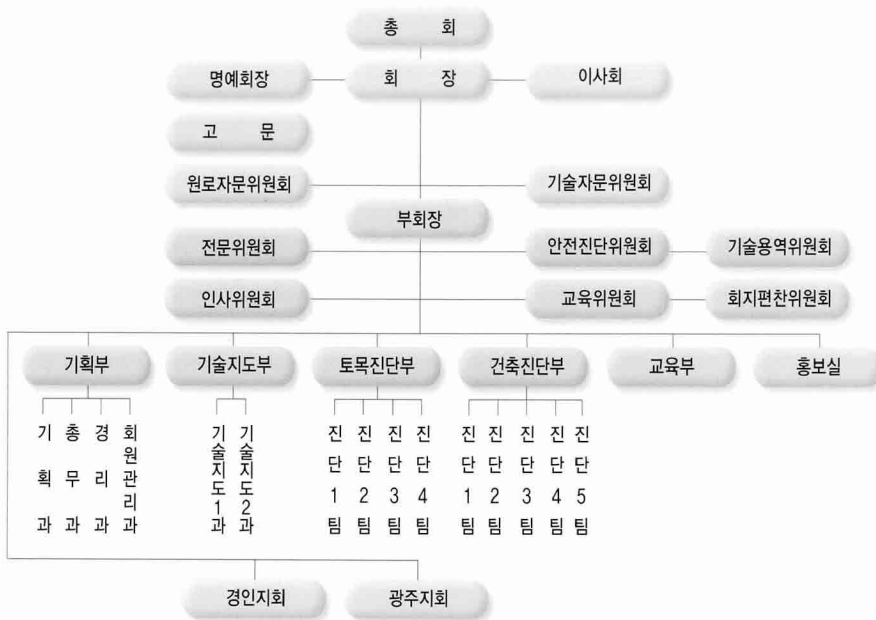 총 회
명예회장 회 장 이사회
고 문
원로자문위원회 기술자문위원회
부회장
전문위원회 안전진단위원회 기술용역위원회
인사위원회 교육위원회 회지편찬위원회
기획부 기술지도부 토목진단부 건축진단부 교육부 홍보실
기획과 총무과 경리과 회원관리과 기술지도1과 기술지도2과 진단1팀 진단2팀 진단3팀 진단4팀 진단1팀 진단2팀 진단3팀 진단4팀 진단5팀
경인지회 광주지회